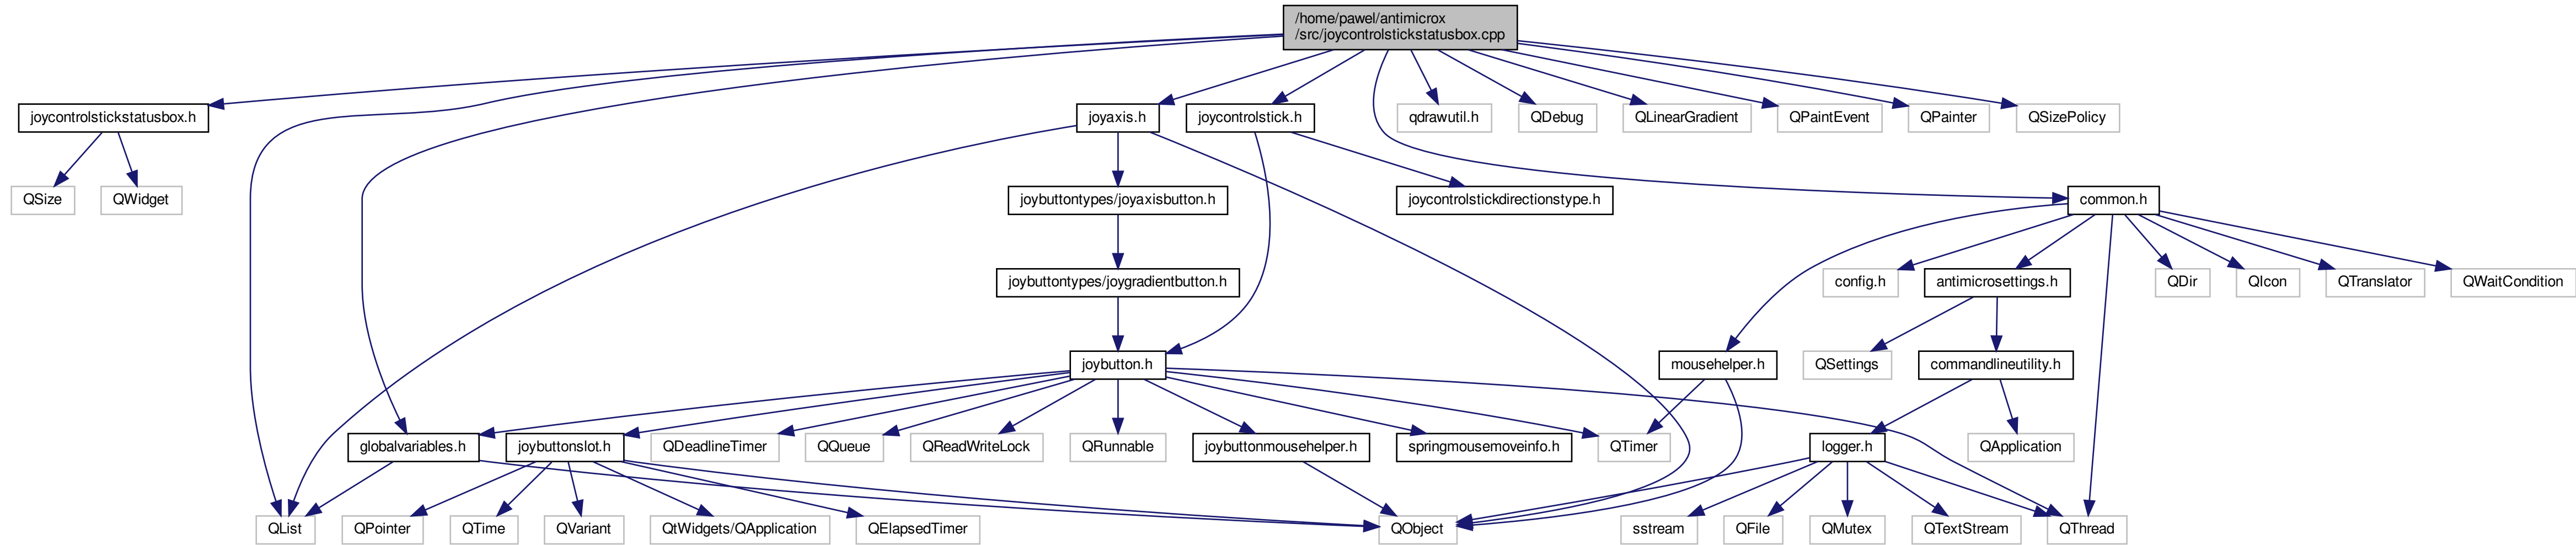 /home/pawel/antimicrox
/src/joycontrolstickstatusbox.cpp
joycontrolstickstatusbox.h
joyaxis.h
joycontrolstick.h
qdrawutil.h
QDebug
QLinearGradient
QPaintEvent
QPainter
QSizePolicy
QSize
QWidget
joybuttontypes/joyaxisbutton.h
joycontrolstickdirectionstype.h
common.h
joybuttontypes/joygradientbutton.h
config.h
antimicrosettings.h
QDir
QIcon
QTranslator
QWaitCondition
joybutton.h
mousehelper.h
QSettings
commandlineutility.h
globalvariables.h
joybuttonslot.h
QDeadlineTimer
QQueue
QReadWriteLock
QRunnable
joybuttonmousehelper.h
springmousemoveinfo.h
QTimer
logger.h
QApplication
QList
QPointer
QTime
QVariant
QtWidgets/QApplication
QElapsedTimer
QObject
sstream
QFile
QMutex
QTextStream
QThread